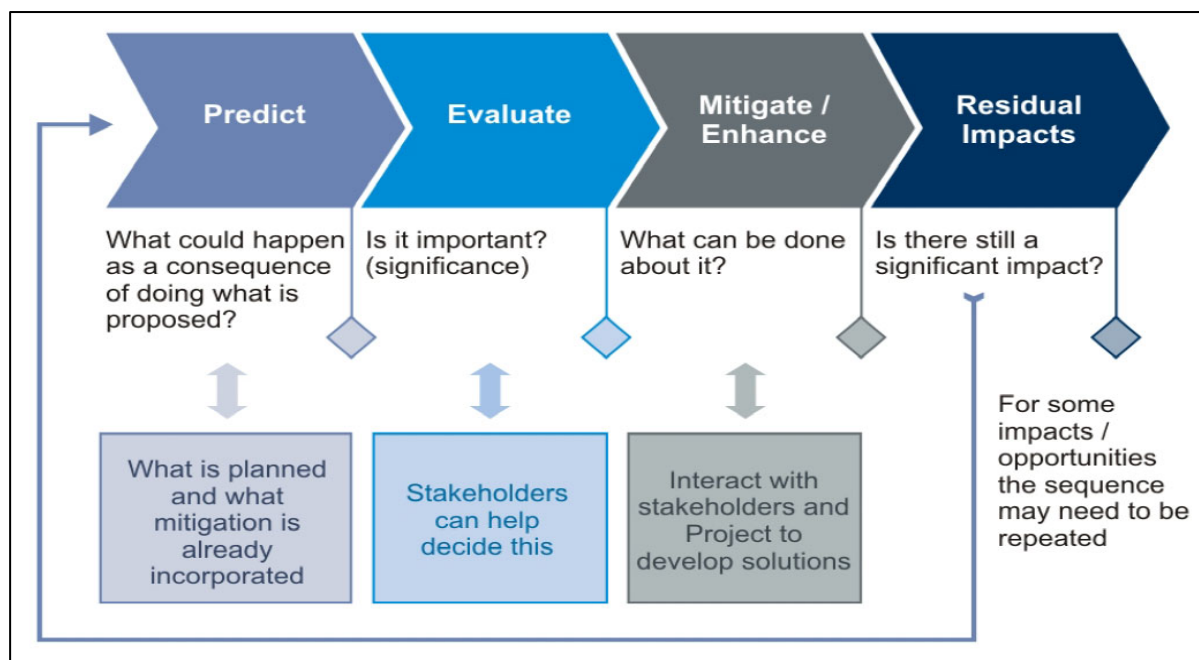 Predict
Evaluate
Mitigate /
Enhance
Residual
Impacts
What could happen
as a consequence
of doing what is
proposed?
Is it important?
(significance)
What can be done
about it?
Is there still a
significant impact?
What is planned
and what
mitigation is
already
incorporated
Stakeholders
can help
decide this
Interact with
stakeholders and
Project to
develop solutions
For some
impacts /
opportunities
the sequence
may need to be
repeated